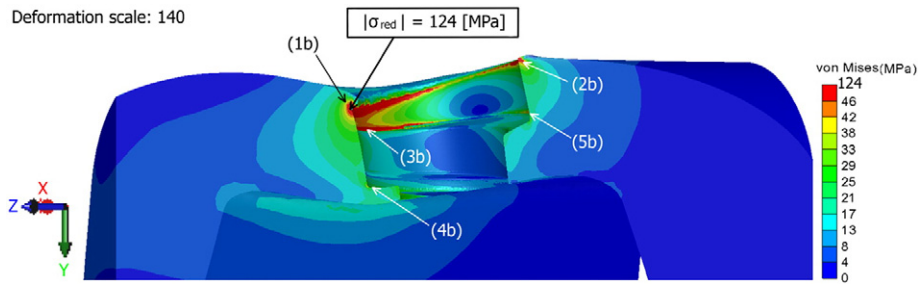 Deformation scale: 140
|σred| = 124 [MPa]
(1b)
(2b)
(3b)
(4b)
(5b)
Z
X
Y
von Mises(MPa)
124
46
42
38
33
29
25
21
17
13
8
4
0